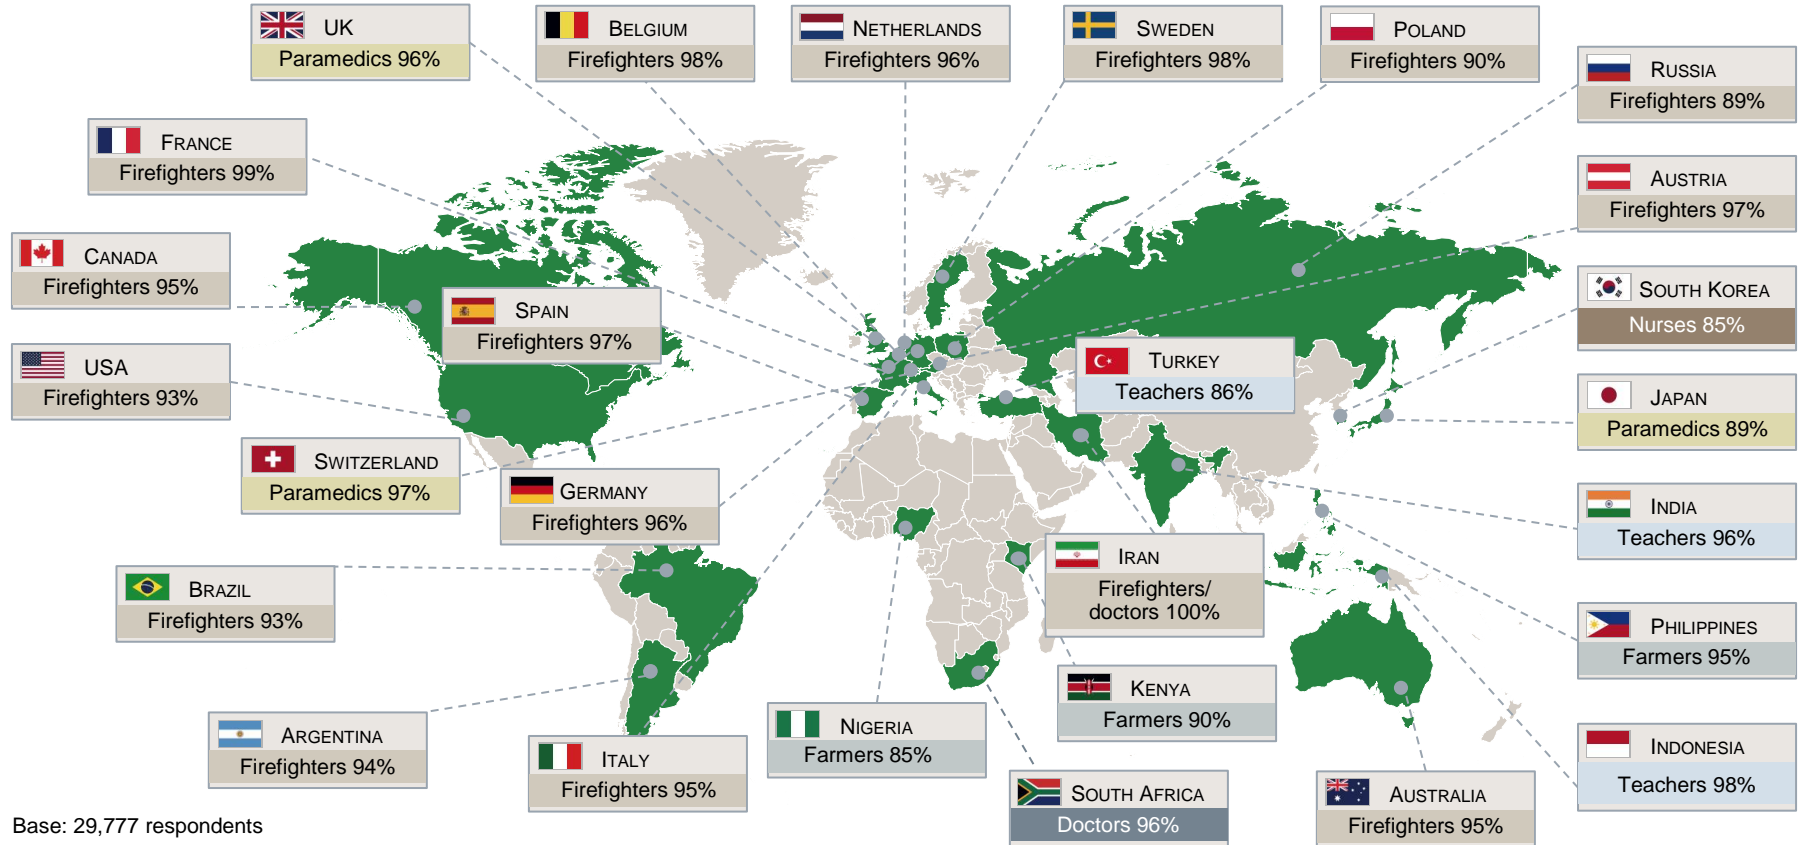 UK
Paramedics 96%
BELGIUM
Firefighters 98%
NETHERLANDS
Firefighters 96%
SWEDEN
Firefighters 98%
POLAND
Firefighters 90%
RUSSIA
Firefighters 89%
FRANCE
Firefighters 99%
AUSTRIA
Firefighters 97%
CANADA
Firefighters 95%
SPAIN
Firefighters 97%
SOUTH KOREA
Nurses 85%
USA
Firefighters 93%
TURKEY
Teachers 86%
JAPAN
Paramedics 89%
SWITZERLAND
Paramedics 97%
GERMANY
Firefighters 96%
INDIA
Teachers 96%
BRAZIL
Firefighters 93%
IRAN
Firefighters/
doctors 100%
PHILIPPINES
Farmers 95%
ARGENTINA
Firefighters 94%
ITALY
Firefighters 95%
NIGERIA
Farmers 85%
KENYA
Farmers 90%
INDONESIA
Teachers 98%
SOUTH AFRICA
Doctors 96%
AUSTRALIA
Firefighters 95%
Base: 29,777 respondents